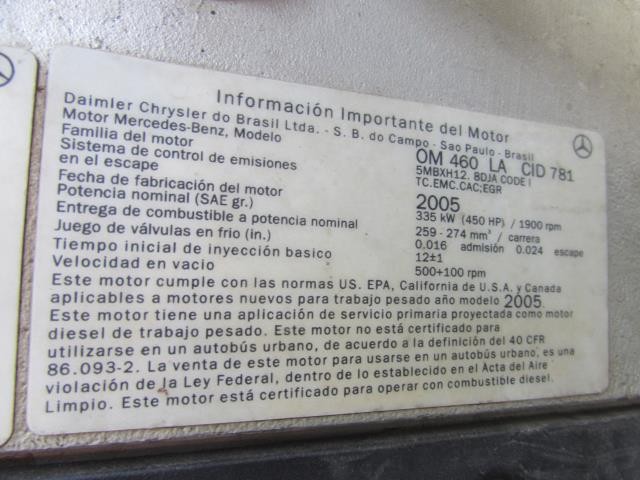 Información Importante del Motor
Daimler Chrysler do Brasil Ltda. - S. B. do Campo - Sao Paulo - Brasil
Motor Mercedes-Benz, Modelo OM 460 LA CID 781
Familia del motor 5MBXH12. 8DJA CODE I
Sistema de control de emisiones TC.EMC.CAC;EGR
en el escape
Fecha de fabricación del motor 2005
Potencia nominal (SAE gr.) 335 kW (450 HP) / 1900 rpm
Entrega de combustible a potencia nominal 259 - 274 mm³ / carrera
Juego de válvulas en frio (in.) 0.016 admisión 0.024 escape
Tiempo inicial de inyección basico 12±1
Velocidad en vacio 500+100 rpm
Este motor cumple con las normas US. EPA, California de U.S.A. y Canada
aplicables a motores nuevos para trabajo pesado año modelo 2005.
Este motor tiene una aplicación de servicio primaria proyectada como motor
diesel de trabajo pesado. Este motor no está certificado para
utilizarse en un autobús urbano, de acuerdo a la definición del 40 CFR
86.093-2. La venta de este motor para usarse en un autobús urbano, es una
violación de la Ley Federal, dentro de lo establecido en el Acta del Aire
Limpio. Este motor está certificado para operar con combustible diesel.